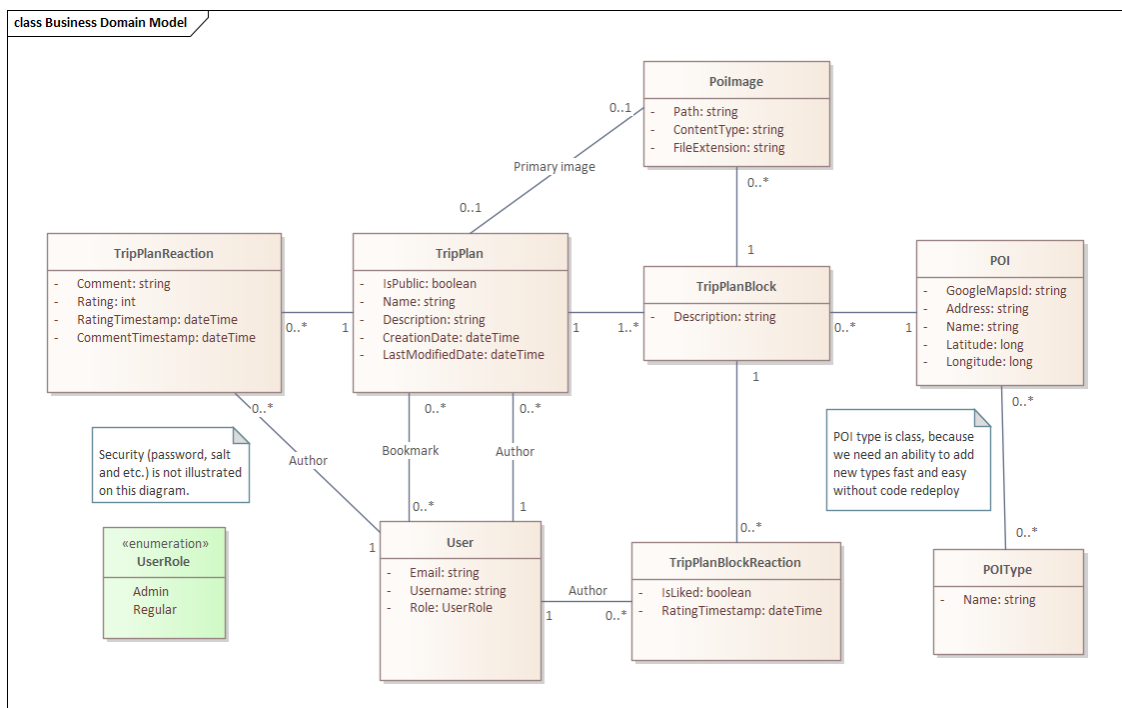 class Business Domain Model
PoiImage
- Path: string
- ContentType: string
- FileExtension: string
0..1
Primary image
0..1
0..*
1
TripPlanReaction
- Comment: string
- Rating: int
- RatingTimestamp: dateTime
- CommentTimestamp: dateTime
0..*
1
TripPlan
- IsPublic: boolean
- Name: string
- Description: string
- CreationDate: dateTime
- LastModifiedDate: dateTime
1
1..*
TripPlanBlock
- Description: string
0..*
1
POI
- GoogleMapsId: string
- Address: string
- Name: string
- Latitude: long
- Longitude: long
0..*
Author
1
0..*
Bookmark
0..*
0..*
Author
1
1
0..*
0..*
0..*
Security (password, salt
and etc.) is not illustrated
on this diagram.
POI type is class, because
we need an ability to add
new types fast and easy
without code redeploy
«enumeration»
UserRole
Admin
Regular
User
- Email: string
- Username: string
- Role: UserRole
Author
1
0..*
TripPlanBlockReaction
- IsLiked: boolean
- RatingTimestamp: dateTime
POIType
- Name: string